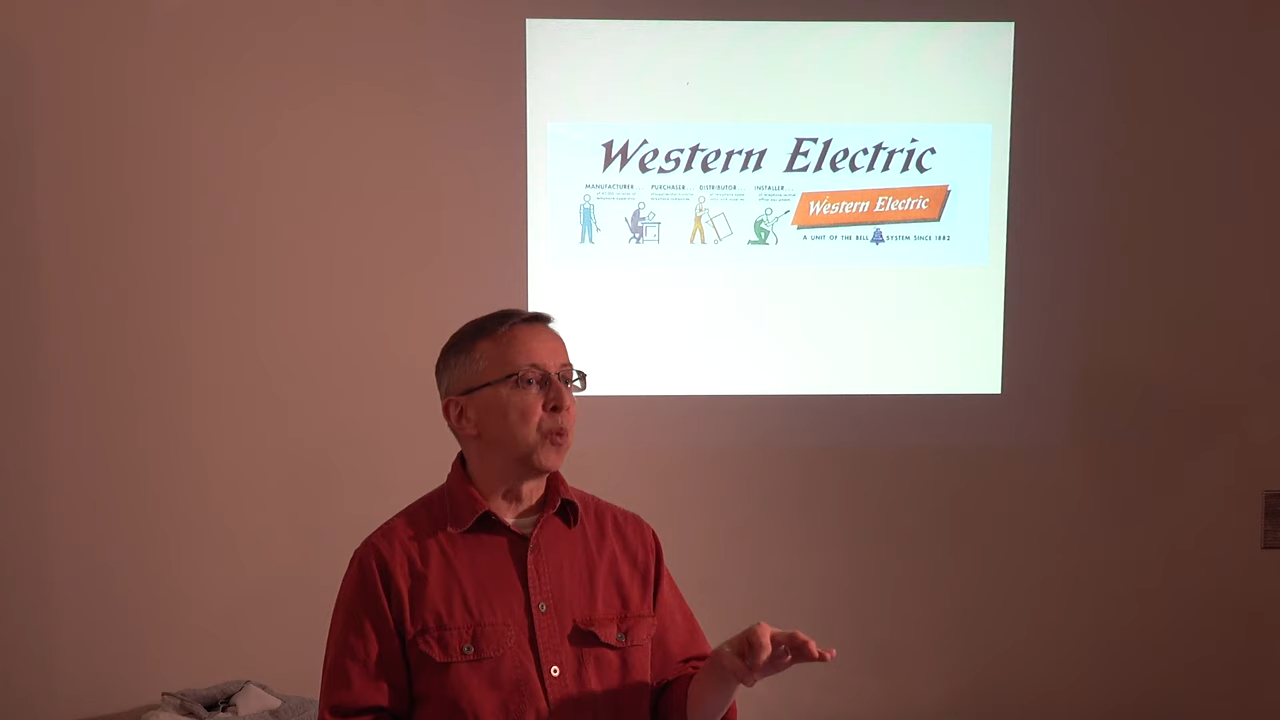 Western Electric
MANUFACTURER... PURCHASER... DISTRIBUTOR... INSTALLER...
Western Electric
A UNIT OF THE BELL SYSTEM SINCE 1882